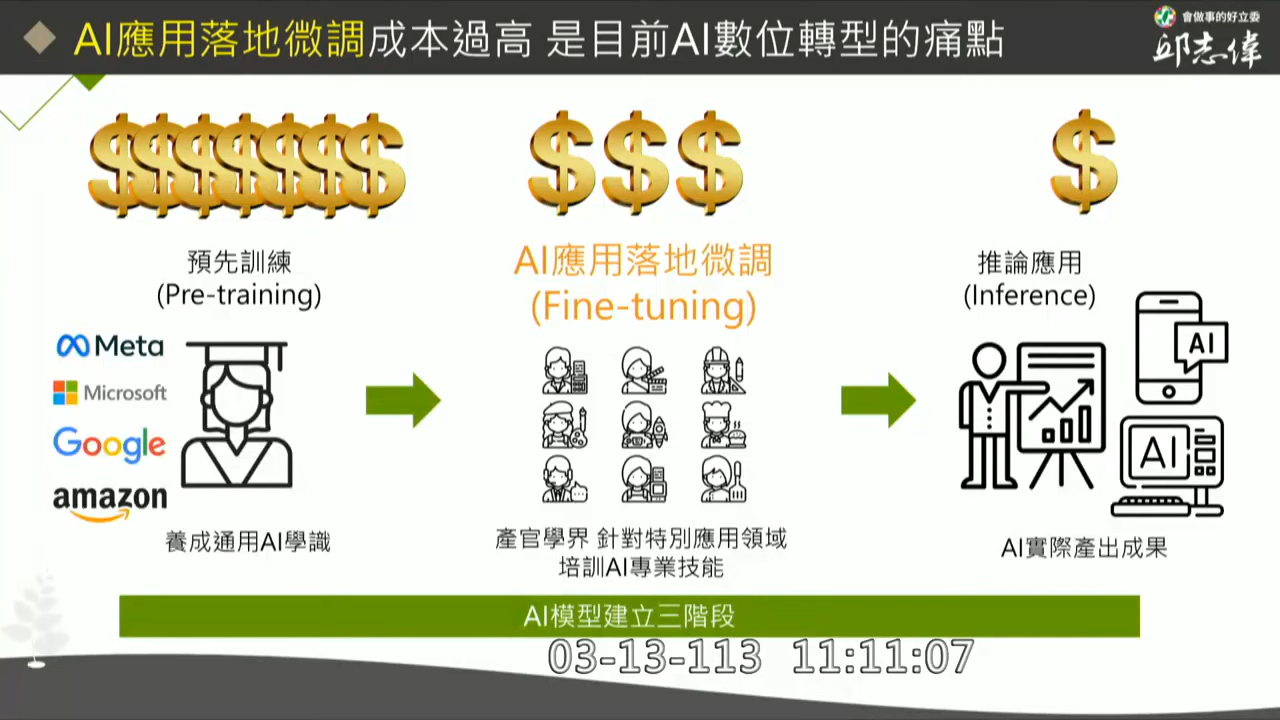 AI應用落地微調成本過高 是目前AI數位轉型的痛點
會做事的好立委
邱志偉
$$$$$$$
$$$
$
預先訓練
(Pre-training)
AI應用落地微調
(Fine-tuning)
推論應用
(Inference)
Meta
Microsoft
Google
amazon
AI
AI
養成通用AI學識
產官學界 針對特別應用領域
培訓AI專業技能
AI實際產出成果
AI模型建立三階段
03-13-113 11:11:07